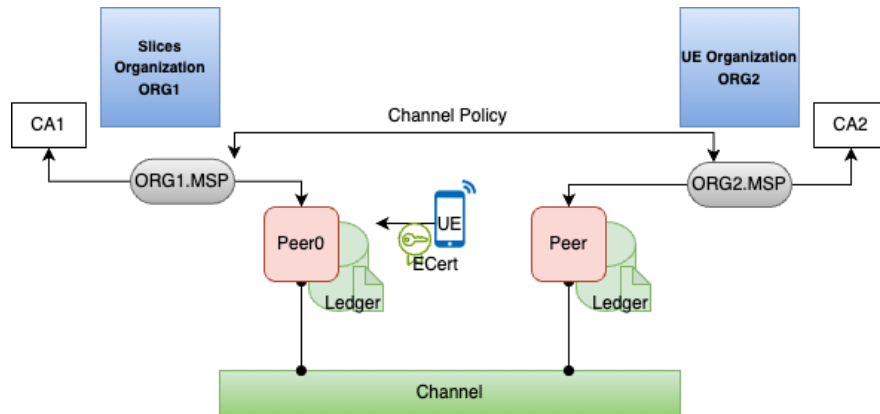 Slices
Organization
ORG1
UE Organization
ORG2
CA1
Channel Policy
CA2
ORG1.MSP
ORG2.MSP
Peer0
UE
Peer
ECert
Ledger
Ledger
Channel